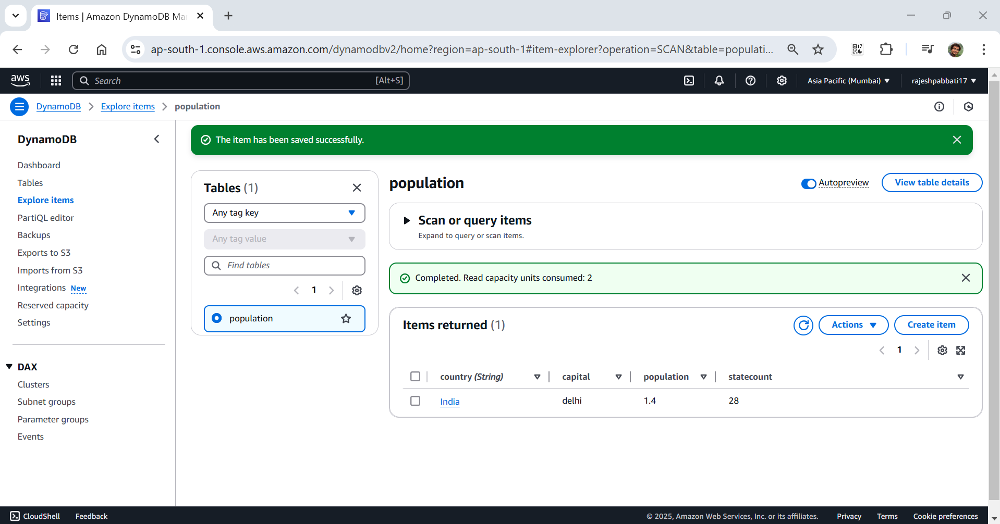 Items | Amazon DynamoDB Ma
ap-south-1.console.aws.amazon.com/dynamodbv2/home?region=ap-south-1#item-explorer?operation=SCAN&table=populati...
aws
Search
[Alt+S]
Asia Pacific (Mumbai)
rajeshpabbati17
DynamoDB
Explore items
population
DynamoDB
Dashboard
Tables
Explore items
PartiQL editor
Backups
Exports to S3
Imports from S3
Integrations New
Reserved capacity
Settings
DAX
Clusters
Subnet groups
Parameter groups
Events
The item has been saved successfully.
Tables (1)
Any tag key
Any tag value
Find tables
1
population
population
Autopreview
View table details
Scan or query items
Expand to query or scan items.
Completed. Read capacity units consumed: 2
Items returned (1)
Actions
Create item
1
country (String) capital population statecount
India delhi 1.4 28
CloudShell
Feedback
© 2025, Amazon Web Services, Inc. or its affiliates.
Privacy
Terms
Cookie preferences